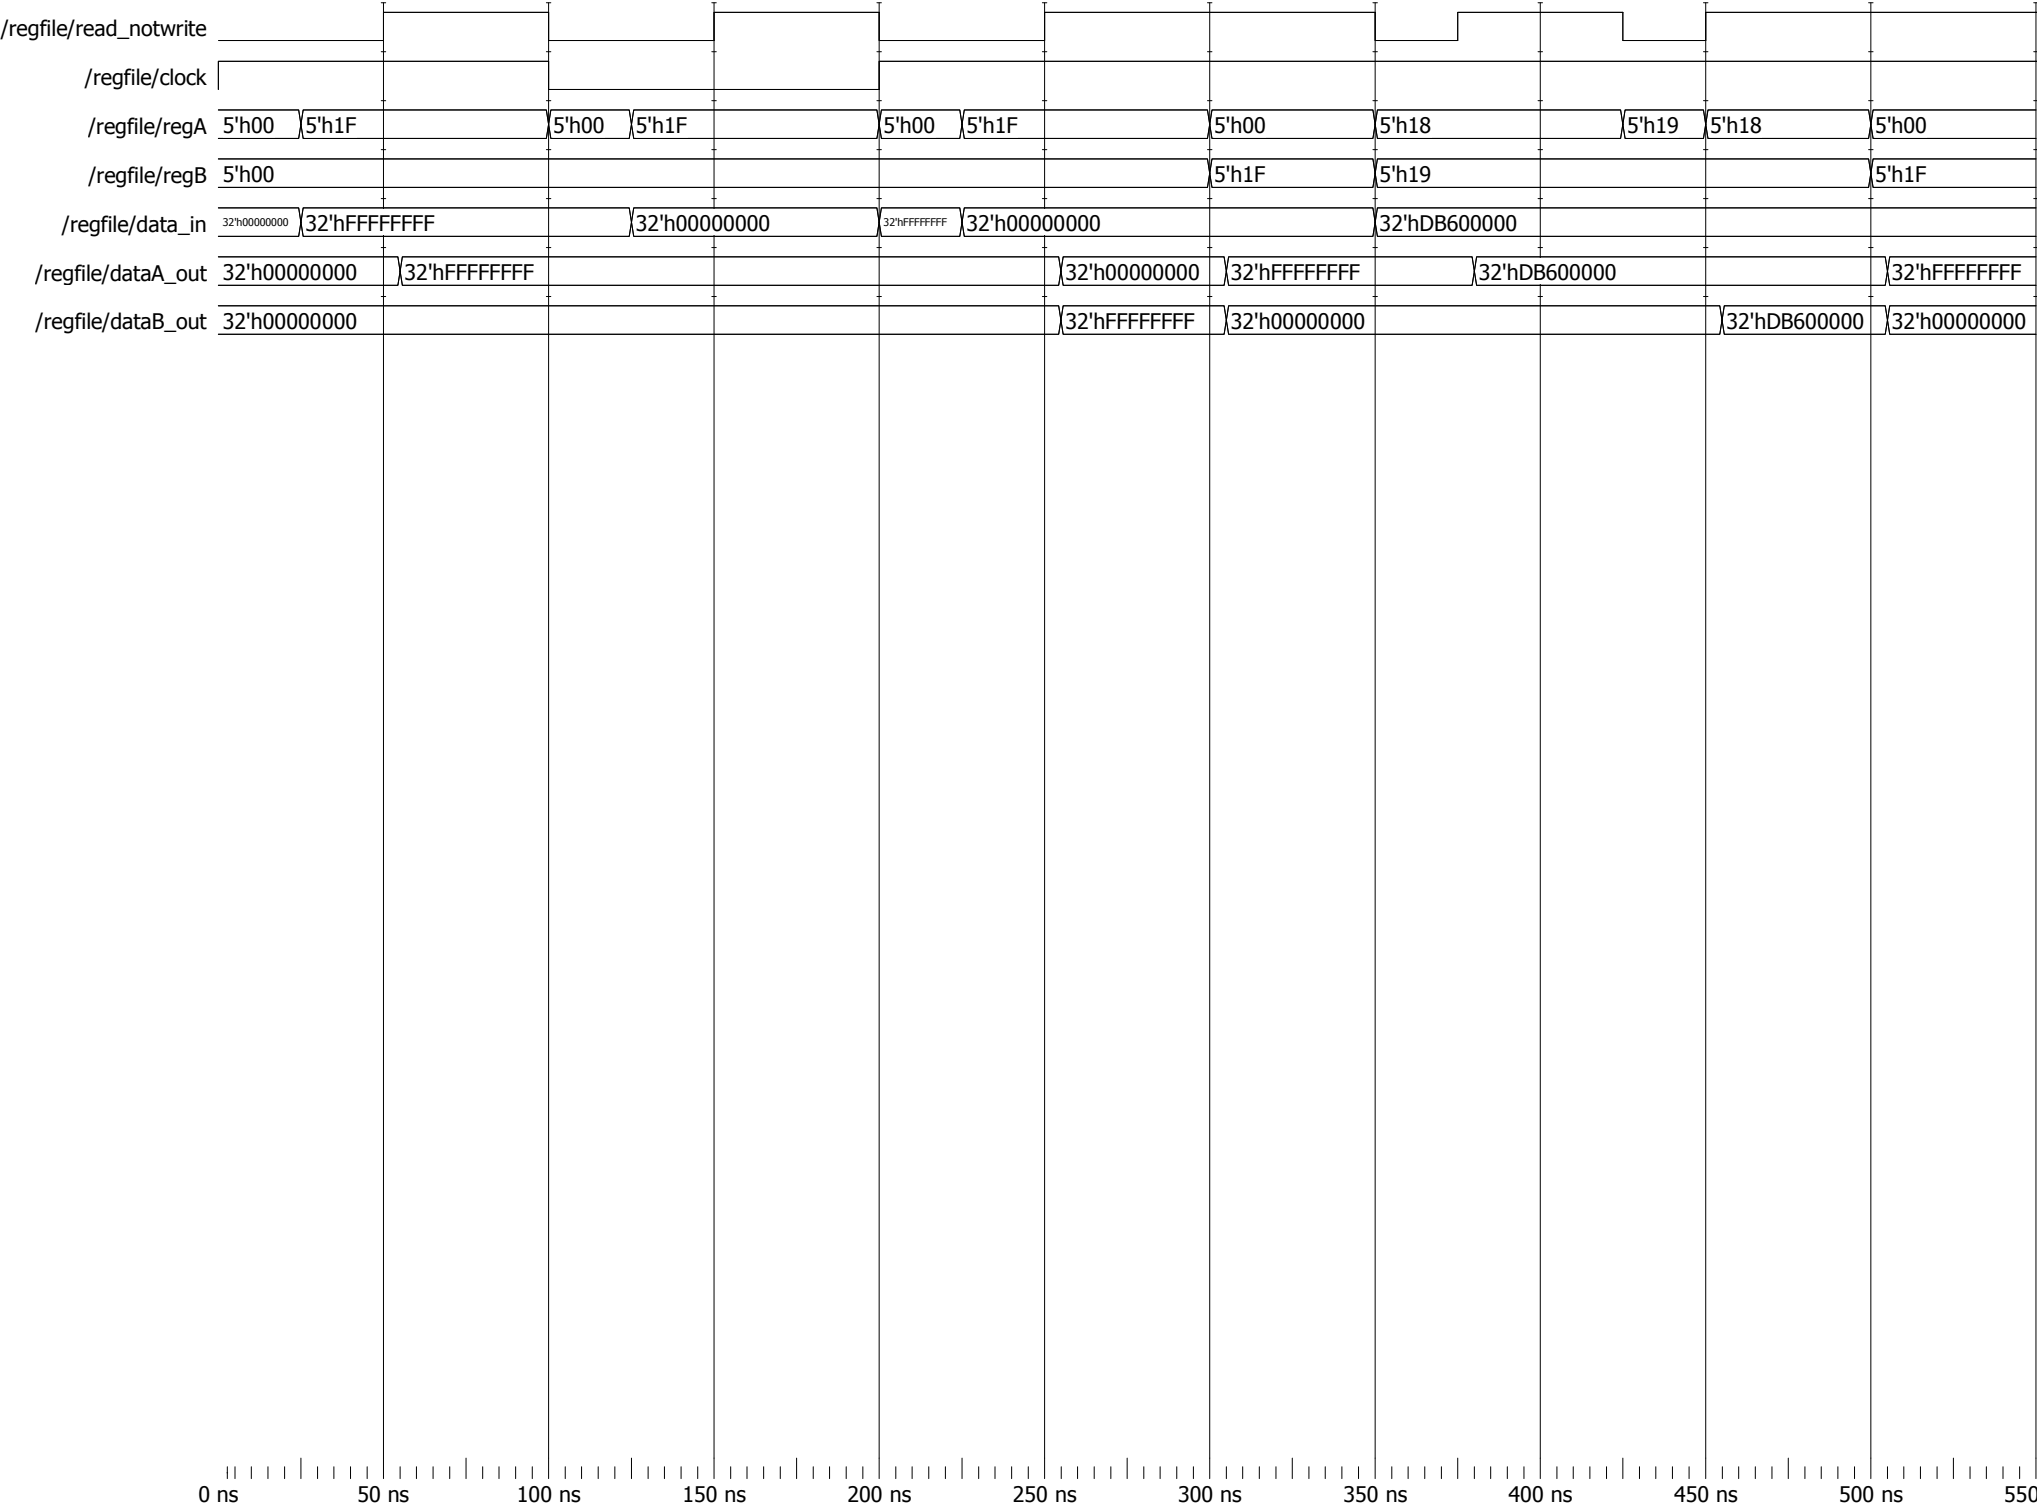 /regfile/read_notwrite
/regfile/clock
/regfile/regA 5'h00 5'h1F 5'h00 5'h1F 5'h00 5'h1F 5'h00 5'h18 5'h19 5'h18 5'h00
/regfile/regB 5'h00 5'h1F 5'h19 5'h1F
/regfile/data_in 32'h00000000 32'hFFFFFFFF 32'h00000000 32'hFFFFFFFF 32'h00000000 32'hDB600000
/regfile/dataA_out 32'h00000000 32'hFFFFFFFF 32'h00000000 32'hFFFFFFFF 32'hDB600000 32'hFFFFFFFF
/regfile/dataB_out 32'h00000000 32'hFFFFFFFF 32'h00000000 32'hDB600000 32'h00000000
0 ns 50 ns 100 ns 150 ns 200 ns 250 ns 300 ns 350 ns 400 ns 450 ns 500 ns 550